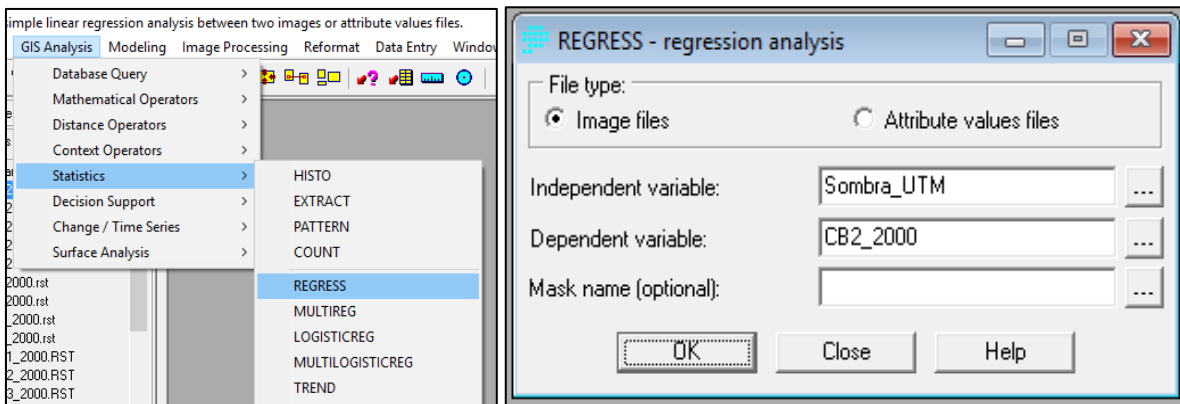 simple linear regression analysis between two images or attribute values files.
GIS Analysis Modeling Image Processing Reformat Data Entry Window
Database Query >
Mathematical Operators >
Distance Operators >
Context Operators >
Statistics >
Decision Support >
Change / Time Series >
Surface Analysis >
HISTO
EXTRACT
PATTERN
COUNT
REGRESS
MULTIREG
LOGISTICREG
MULTILOGISTICREG
TREND
2000.rst
2000.rst
_2000.rst
_2000.rst
1_2000.RST
2_2000.RST
3_2000.RST
REGRESS - regression analysis
File type:
Image files Attribute values files
Independent variable: Sombra_UTM ...
Dependent variable: CB2_2000 ...
Mask name (optional): ...
OK Close Help